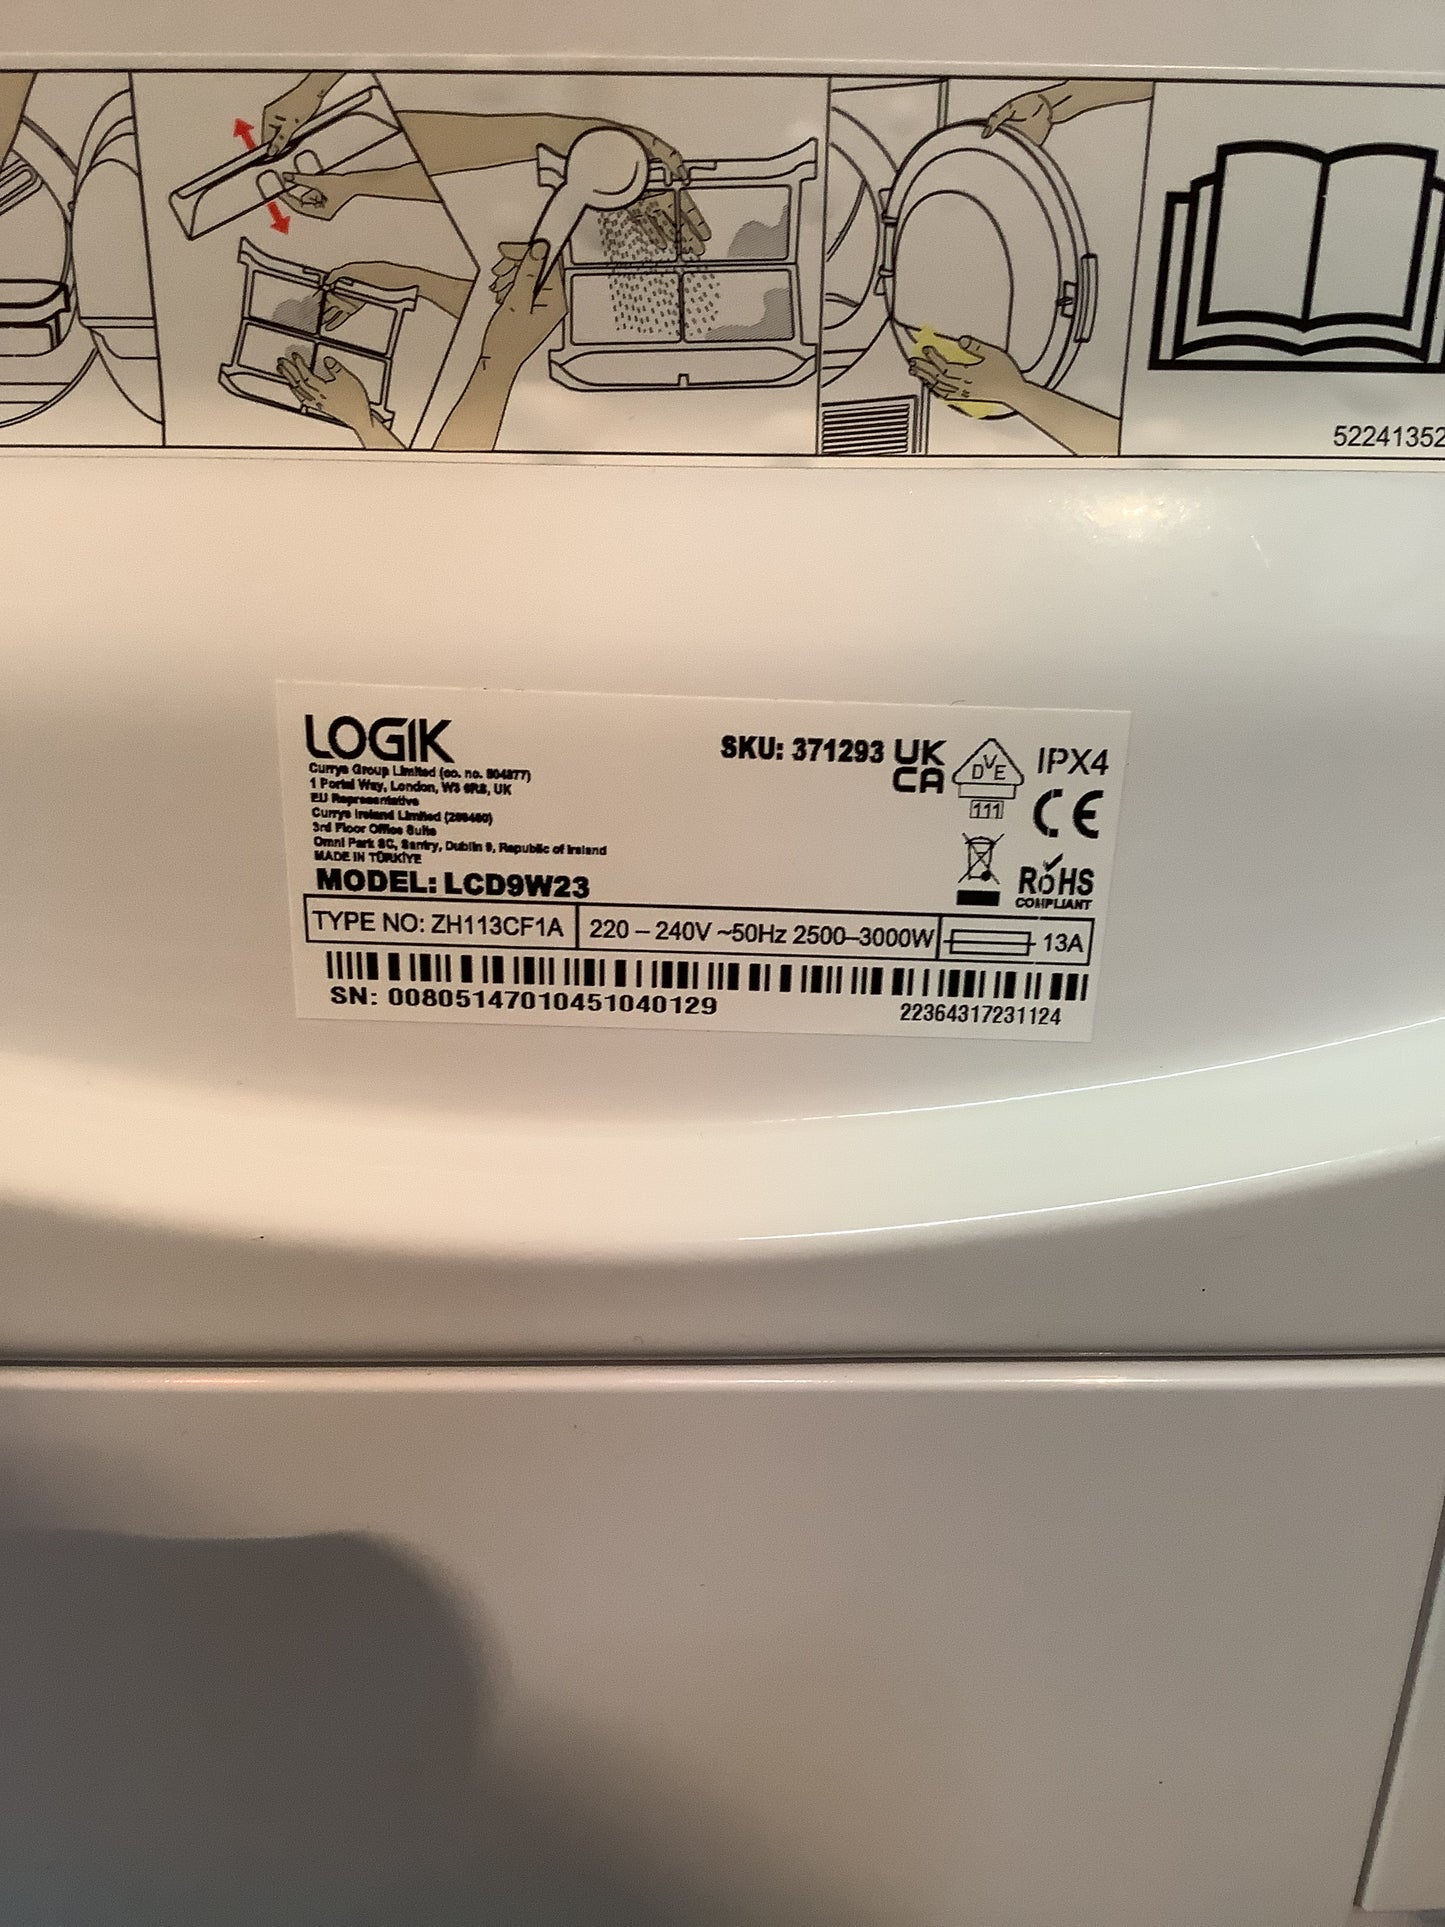 52241352
LOGIK
Currys Group Limited (co. no. 504877)
1 Portal Way, London, W3 6RS, UK
EU Representative
Currys Ireland Limited (259460)
3rd Floor Office Suite
Omni Park SC, Santry, Dublin 9, Republic of Ireland
MADE IN TÜRKİYE
MODEL: LCD9W23
SKU: 371293
UK
CA
DVE
111
IPX4
CE
RoHS
COMPLIANT
TYPE NO: ZH113CF1A
220 – 240V ~50Hz 2500–3000W
13A
SN: 00805147010451040129
22364317231124